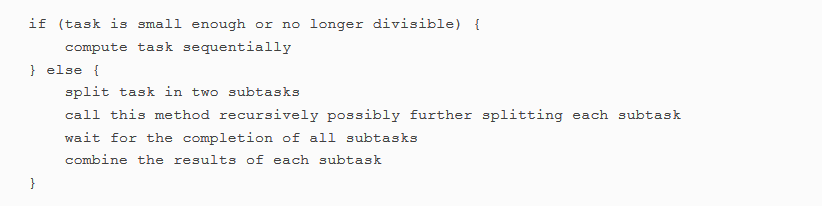 if (task is small enough or no longer divisible) {
    compute task sequentially
} else {
    split task in two subtasks
    call this method recursively possibly further splitting each subtask
    wait for the completion of all subtasks
    combine the results of each subtask
}